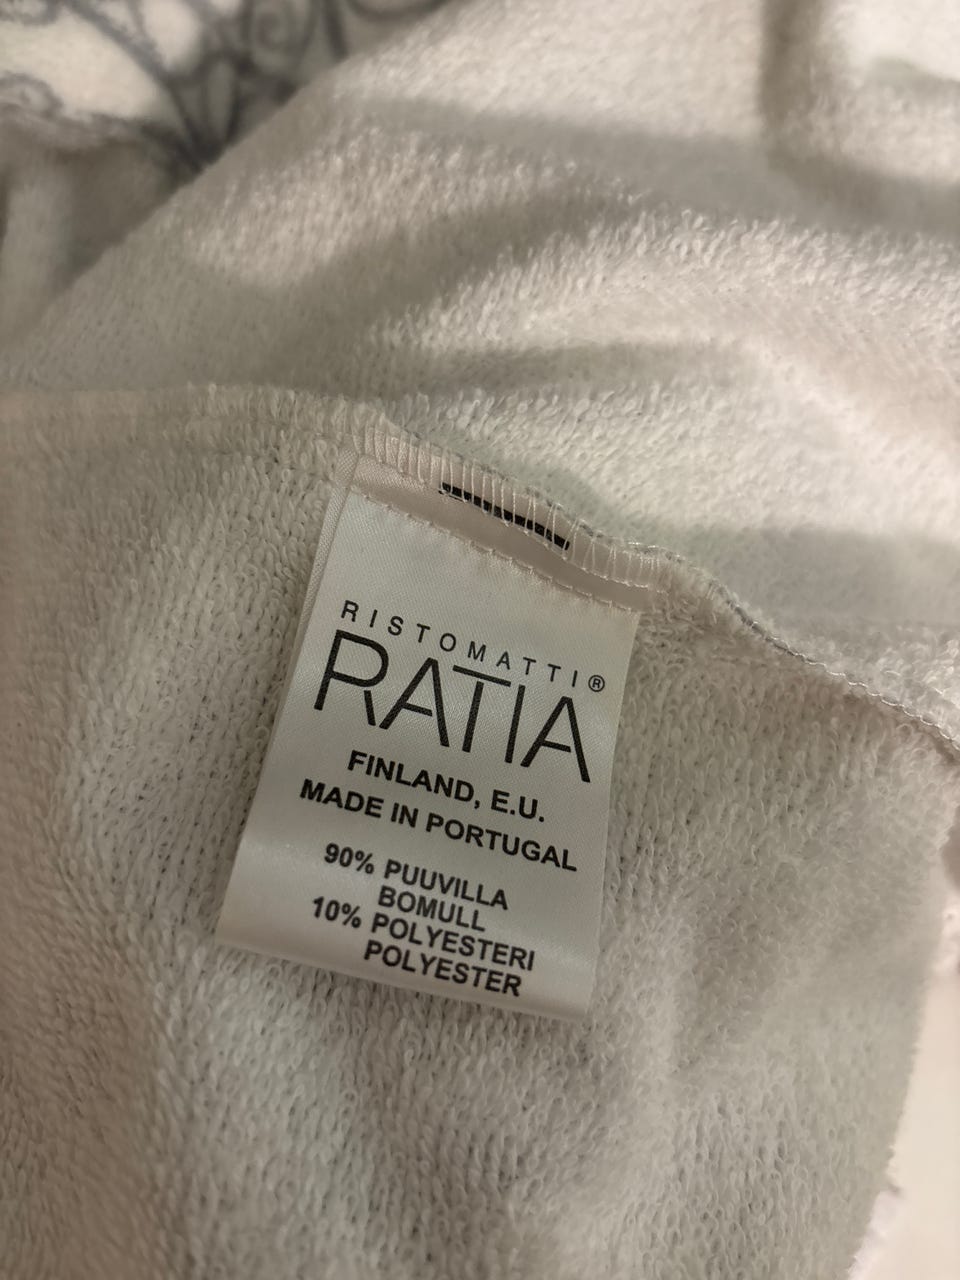 RISTOMATTI®
RATIA
FINLAND, E.U.
MADE IN PORTUGAL
90% PUUVILLA
BOMULL
10% POLYESTERI
POLYESTER